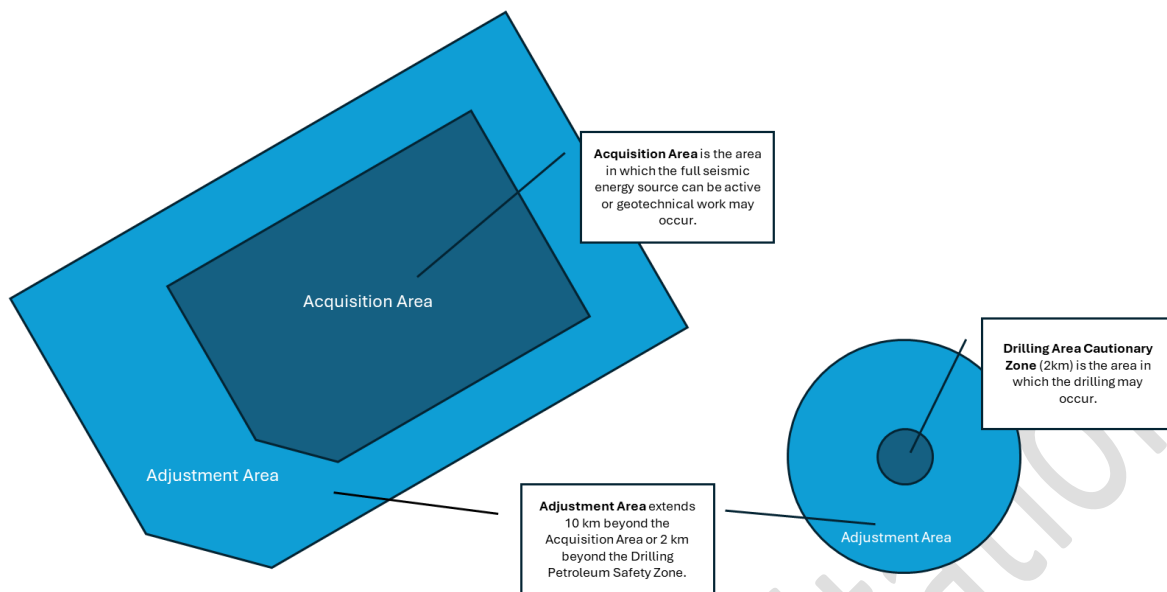 Acquisition Area is the area
in which the full seismic
energy source can be active
or geotechnical work may
occur.
Acquisition Area
Drilling Area Cautionary
Zone (2km) is the area in
which the drilling may
occur.
Adjustment Area
Adjustment Area extends
10 km beyond the
Acquisition Area or 2 km
beyond the Drilling
Petroleum Safety Zone.
Adjustment Area